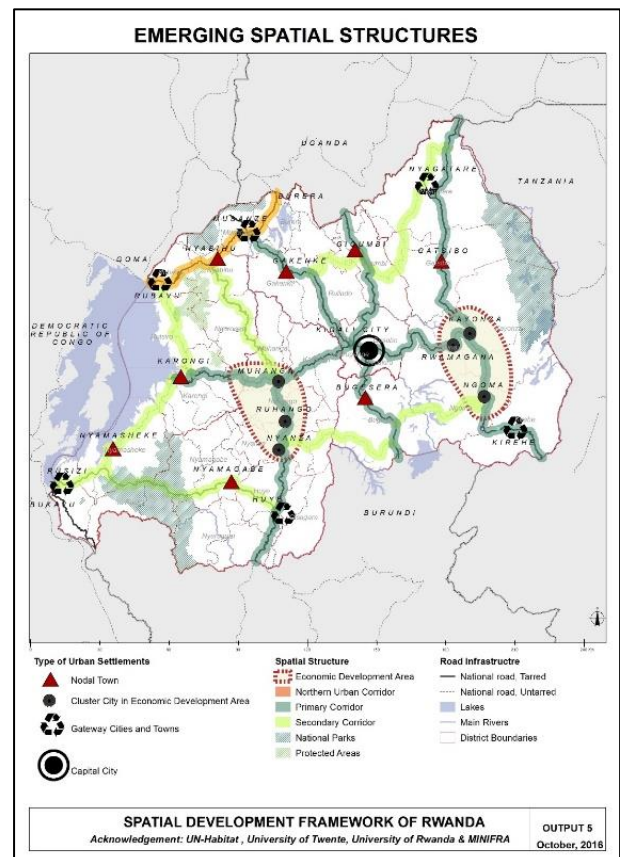 EMERGING SPATIAL STRUCTURES
UGANDA
TANZANIA
NYAGATARE
BURERA
MUSANZE
GICUMBI
GATSIBO
GOMA
NYABIHU
GAKENKE
RUBAVU
DEMOCRATIC
REPUBLIC OF
CONGO
KIGALI CITY
KAYONZA
RWAMAGANA
KARONGI
MUHANGA
BUGESERA
NGOMA
RUHANGO
KIREHE
NYAMASHEKE
NYANZA
NYAMAGABE
RUSIZI
BUKAVU
HUYE
BURUNDI
Type of Urban Settlements
Nodal Town
Cluster City in Economic Development Area
Gateway Cities and Towns
Capital City
Spatial Structure
Economic Development Area
Northern Urban Corridor
Primary Corridor
Secondary Corridor
National Parks
Protected Areas
Road Infrastructre
National road, Tarred
National road, Untarred
Lakes
Main Rivers
District Boundaries
SPATIAL DEVELOPMENT FRAMEWORK OF RWANDA
Acknowledgement: UN-Habitat , University of Twente, University of Rwanda & MINIFRA
OUTPUT 5
October, 2016